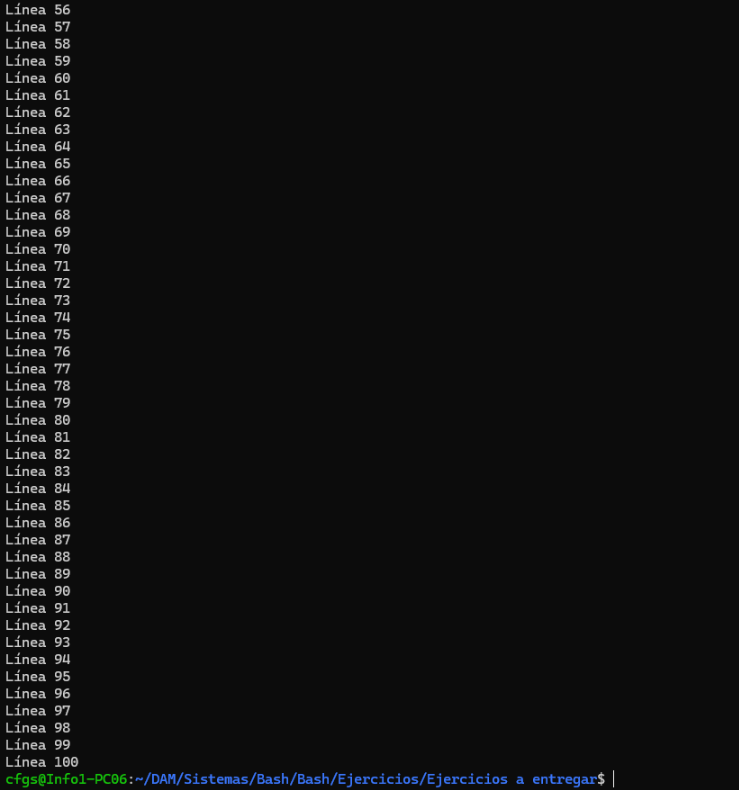 Línea 56
Línea 57
Línea 58
Línea 59
Línea 60
Línea 61
Línea 62
Línea 63
Línea 64
Línea 65
Línea 66
Línea 67
Línea 68
Línea 69
Línea 70
Línea 71
Línea 72
Línea 73
Línea 74
Línea 75
Línea 76
Línea 77
Línea 78
Línea 79
Línea 80
Línea 81
Línea 82
Línea 83
Línea 84
Línea 85
Línea 86
Línea 87
Línea 88
Línea 89
Línea 90
Línea 91
Línea 92
Línea 93
Línea 94
Línea 95
Línea 96
Línea 97
Línea 98
Línea 99
Línea 100
cfgs@Info1-PC06:~/DAM/Sistemas/Bash/Bash/Ejercicios/Ejercicios a entregar$